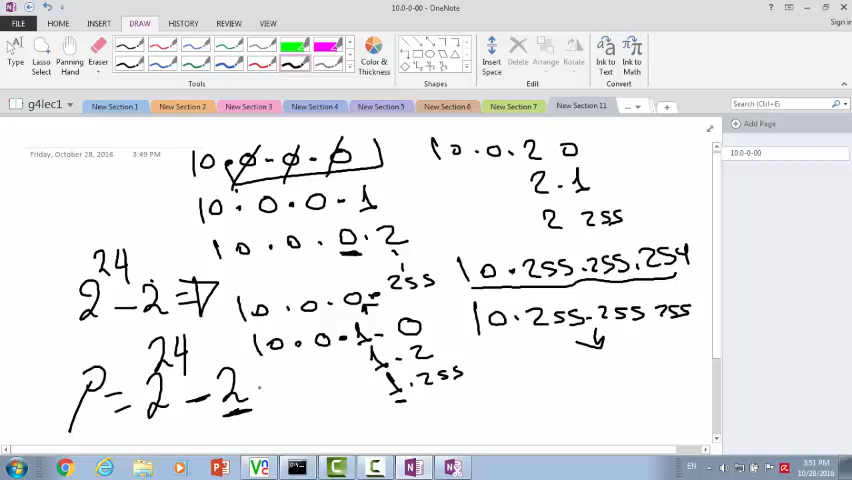 10.0-0-00 - OneNote
FILE HOME INSERT DRAW HISTORY REVIEW VIEW
Sign in
Type Lasso Select Panning Hand Eraser Color & Thickness Insert Space Delete Arrange Rotate Ink to Text Ink to Math
Tools Shapes Edit Convert
g4lec1 New Section 1 New Section 2 New Section 3 New Section 4 New Section 5 New Section 6 New Section 7 New Section 11 ... Search (Ctrl+E)
Add Page
10.0-0-00
Friday, October 28, 2016 3:49 PM
10.0-0-0
10.0.0.1
10.0.0.2
255
2^24-2=
10.0.0.
10.0.1-0
1.2
1.255
P=2^24-2
10.0.2 0
2.1
2 255
10.255.255.254
10.255.255 255
EN 3:51 PM
10/28/2016